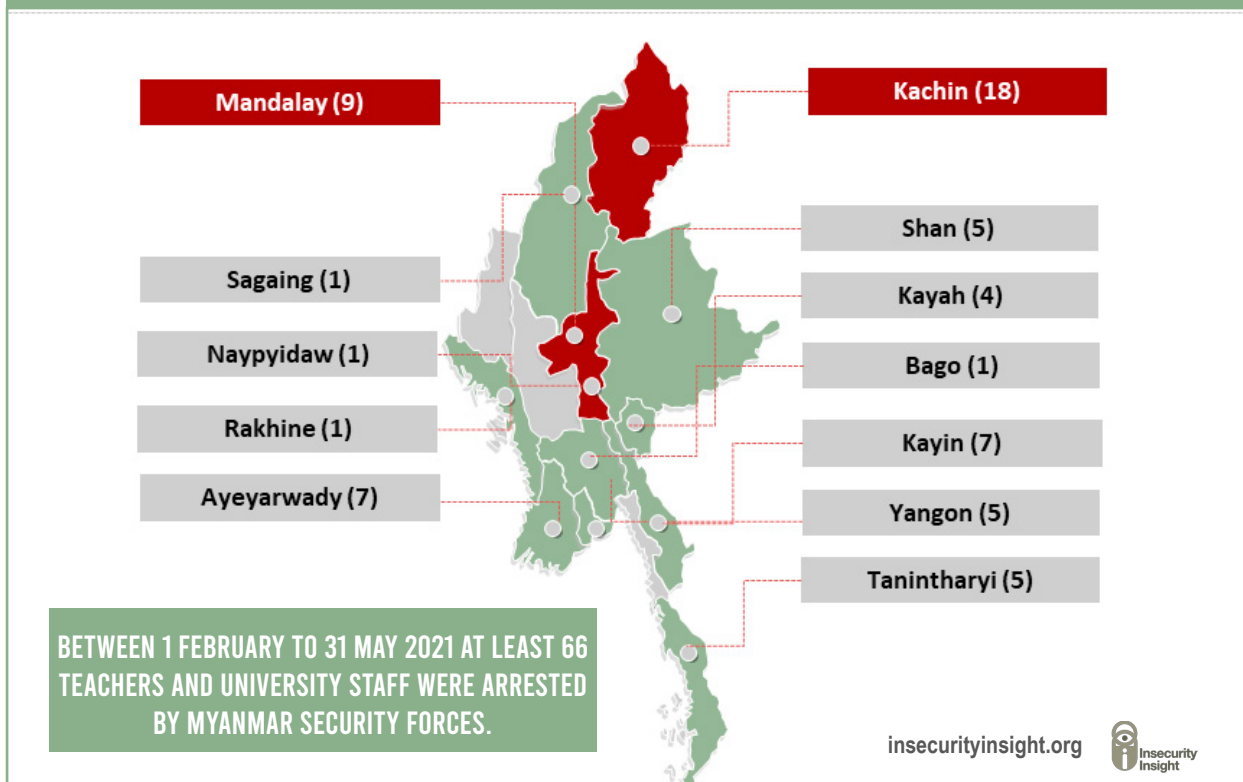 Mandalay (9)
Kachin (18)
Shan (5)
Sagaing (1)
Kayah (4)
Naypyidaw (1)
Bago (1)
Rakhine (1)
Kayin (7)
Ayeyarwady (7)
Yangon (5)
Tanintharyi (5)
BETWEEN 1 FEBRUARY TO 31 MAY 2021 AT LEAST 66
TEACHERS AND UNIVERSITY STAFF WERE ARRESTED
BY MYANMAR SECURITY FORCES.
insecurityinsight.org
Insecurity
Insight